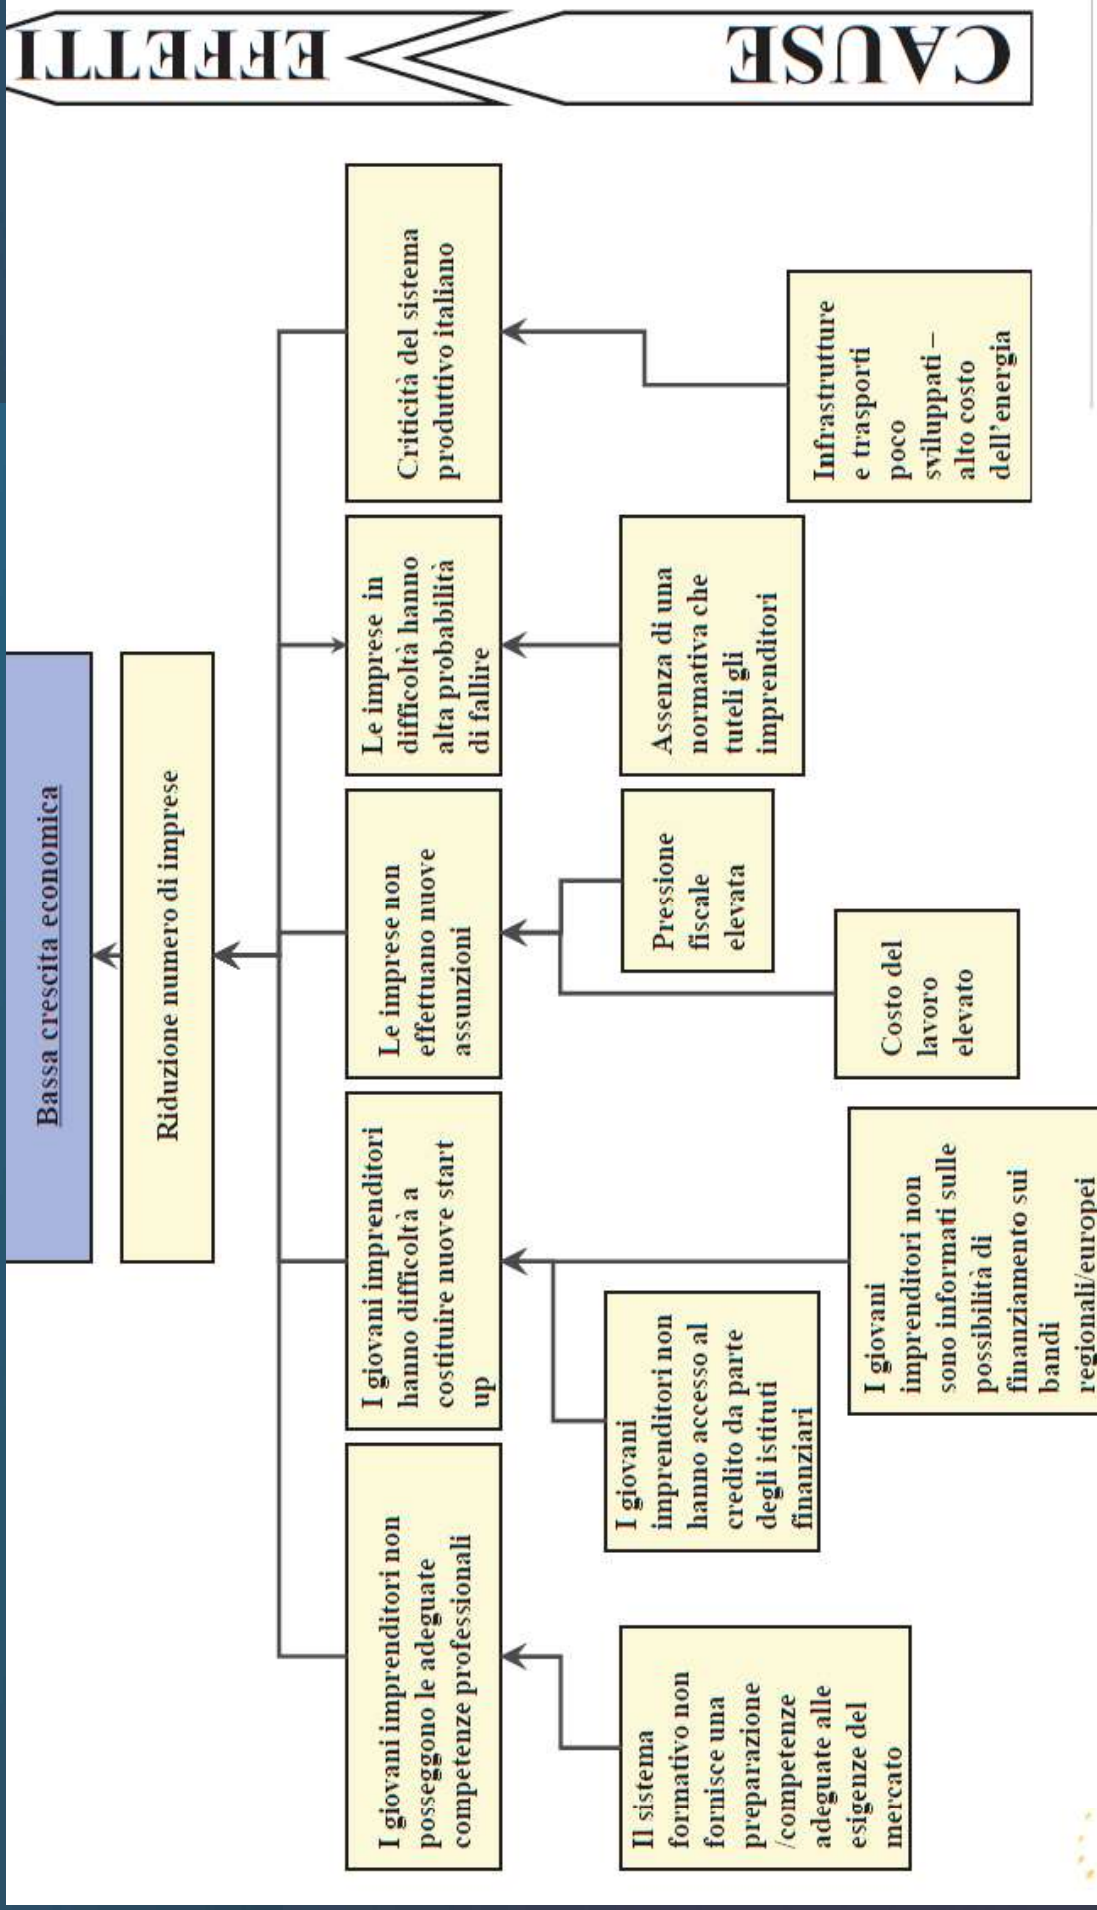 Bassa crescita economica
Riduzione numero di imprese
I giovani imprenditori non
posseggono le adeguate
competenze professionali
I giovani imprenditori
hanno difficoltà a
costituire nuove start
up
Le imprese non
effettuano nuove
assunzioni
Le imprese in
difficoltà hanno
alta probabilità
di fallire
Criticità del sistema
produttivo italiano
Il sistema
formativo non
fornisce una
preparazione
/competenze
adeguate alle
esigenze del
mercato
I giovani
imprenditori non
hanno accesso al
credito da parte
degli istituti
finanziari
I giovani
imprenditori non
sono informati sulle
possibilità di
finanziamento sui
bandi
regionali/europei
Costo del
lavoro
elevato
Pressione
fiscale
elevata
Assenza di una
normativa che
tuteli gli
imprenditori
Infrastrutture
e trasporti
poco
sviluppati –
alto costo
dell'energia
EFFETTI
CAUSE